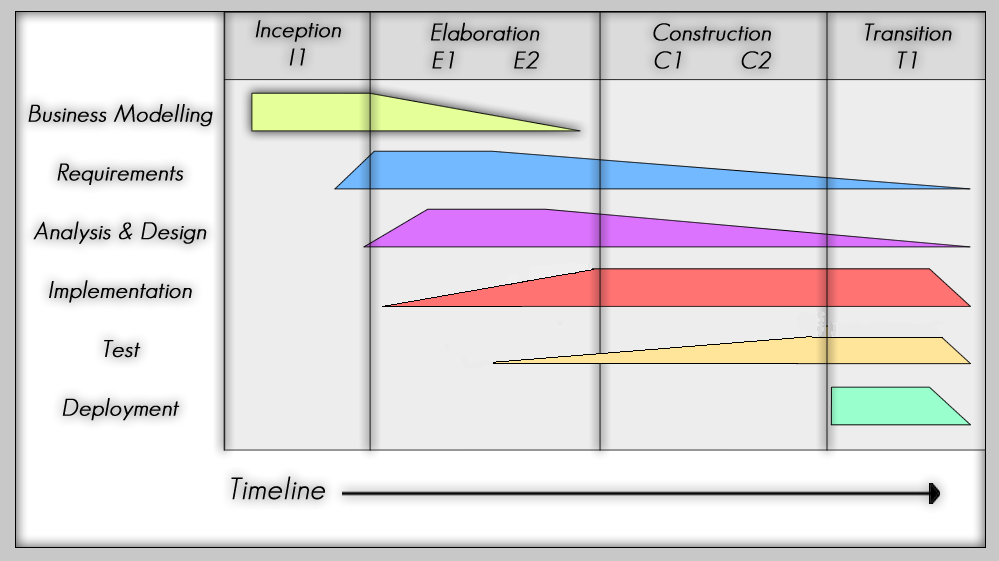 Inception
I1
Elaboration
E1 E2
Construction
C1 C2
Transition
T1
Business Modelling
Requirements
Analysis & Design
Implementation
Test
Deployment
Timeline